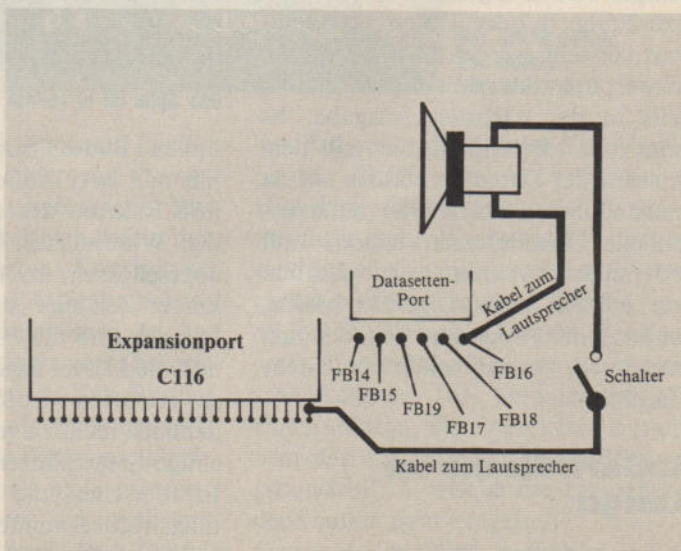 Datasetten-
Port
Kabel zum
Lautsprecher
Expansionport
C116
FB14
FB15
FB19
FB17
FB18
FB16
Schalter
Kabel zum Lautsprecher